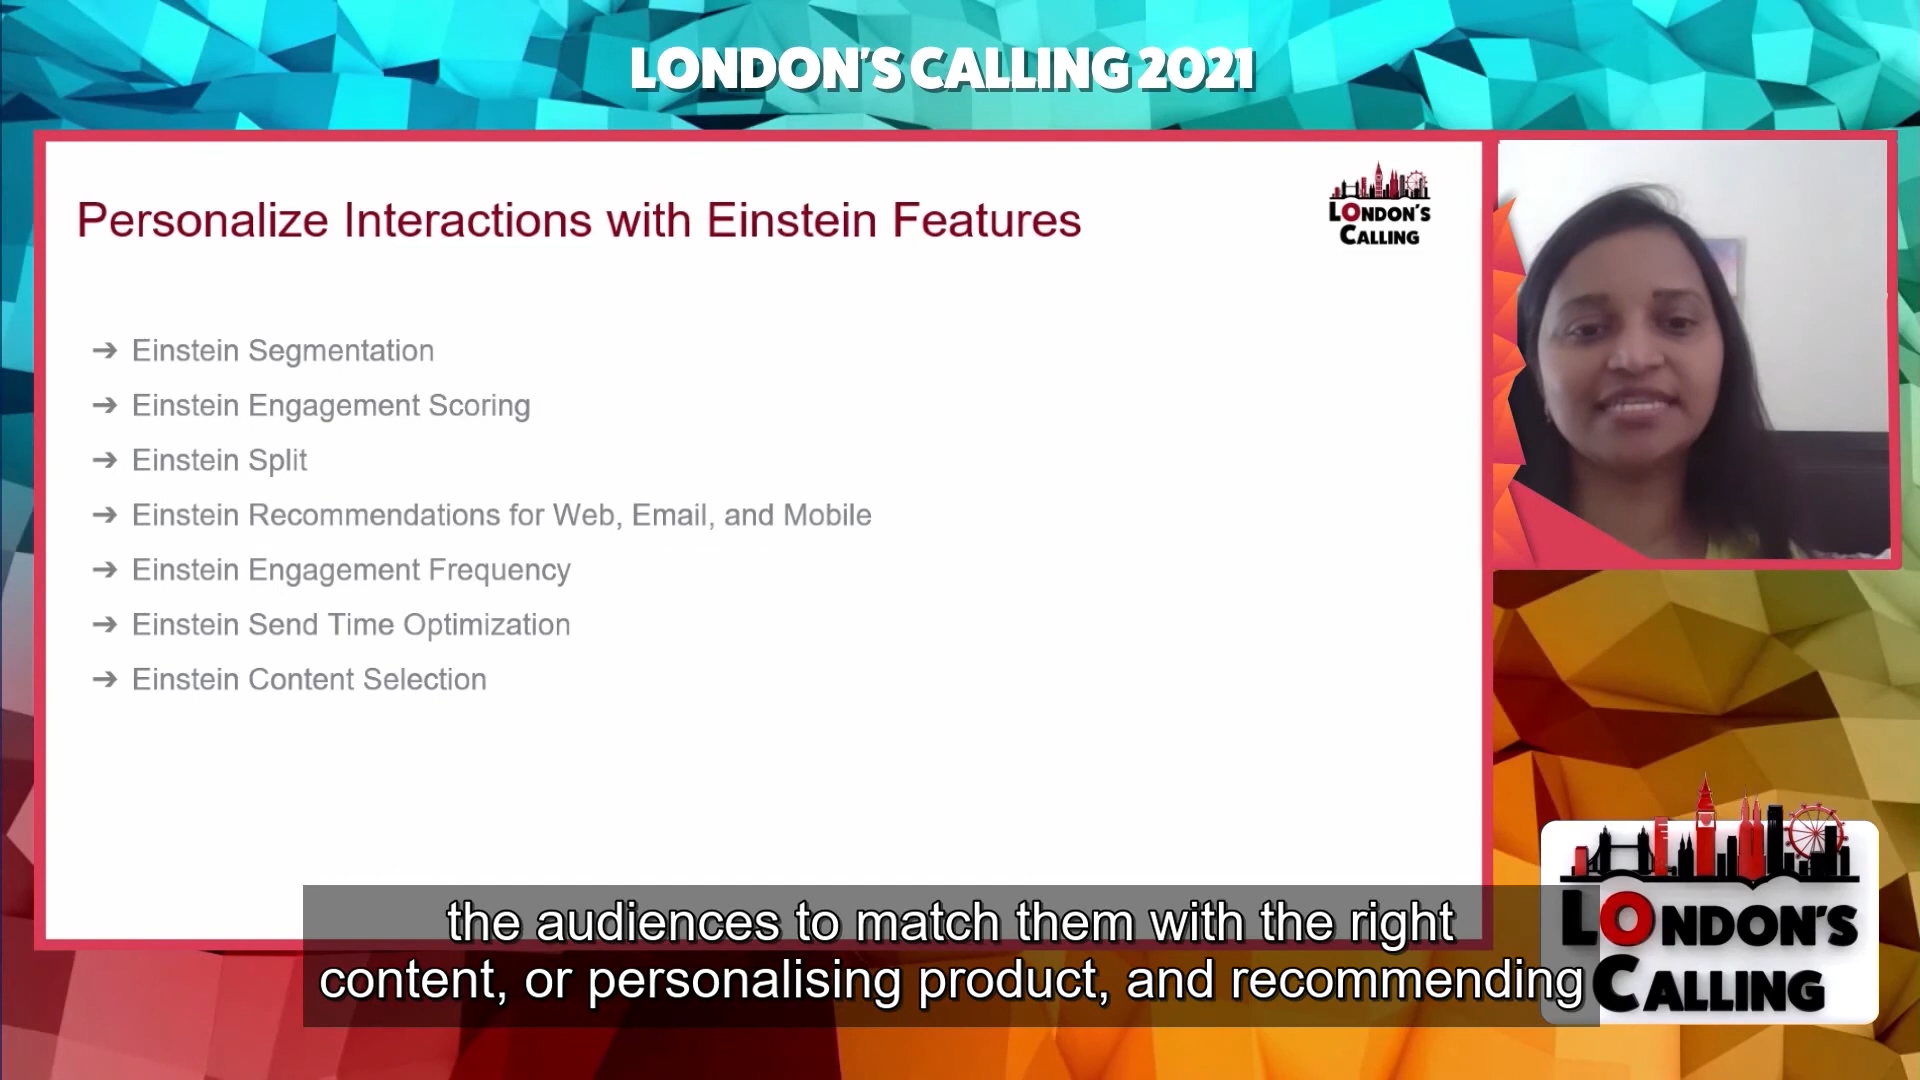 LONDON'S CALLING 2021
Personalize Interactions with Einstein Features
LONDON'S
CALLING
➔ Einstein Segmentation
➔ Einstein Engagement Scoring
➔ Einstein Split
➔ Einstein Recommendations for Web, Email, and Mobile
➔ Einstein Engagement Frequency
➔ Einstein Send Time Optimization
➔ Einstein Content Selection
the audiences to match them with the right
content, or personalising product, and recommending
LONDON'S
CALLING